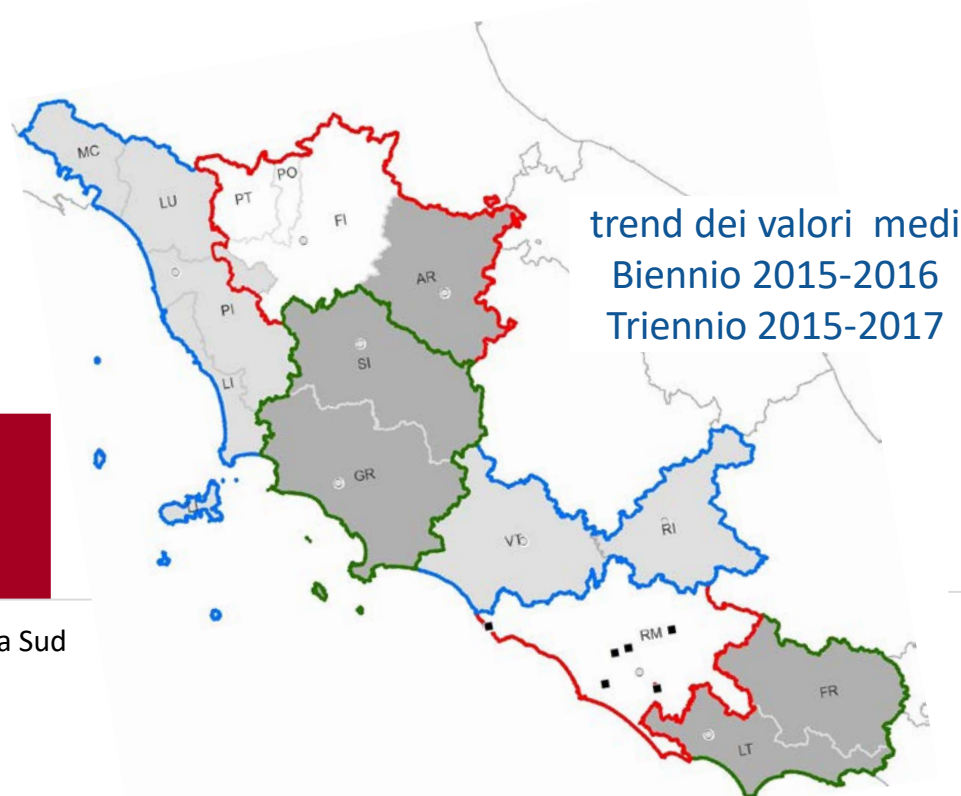 MC
LU
PT
PO
FI
trend dei valori medi
Biennio 2015-2016
Triennio 2015-2017
AR
PI
SI
LI
GR
VT
RI
a Sud
RM
FR
LT